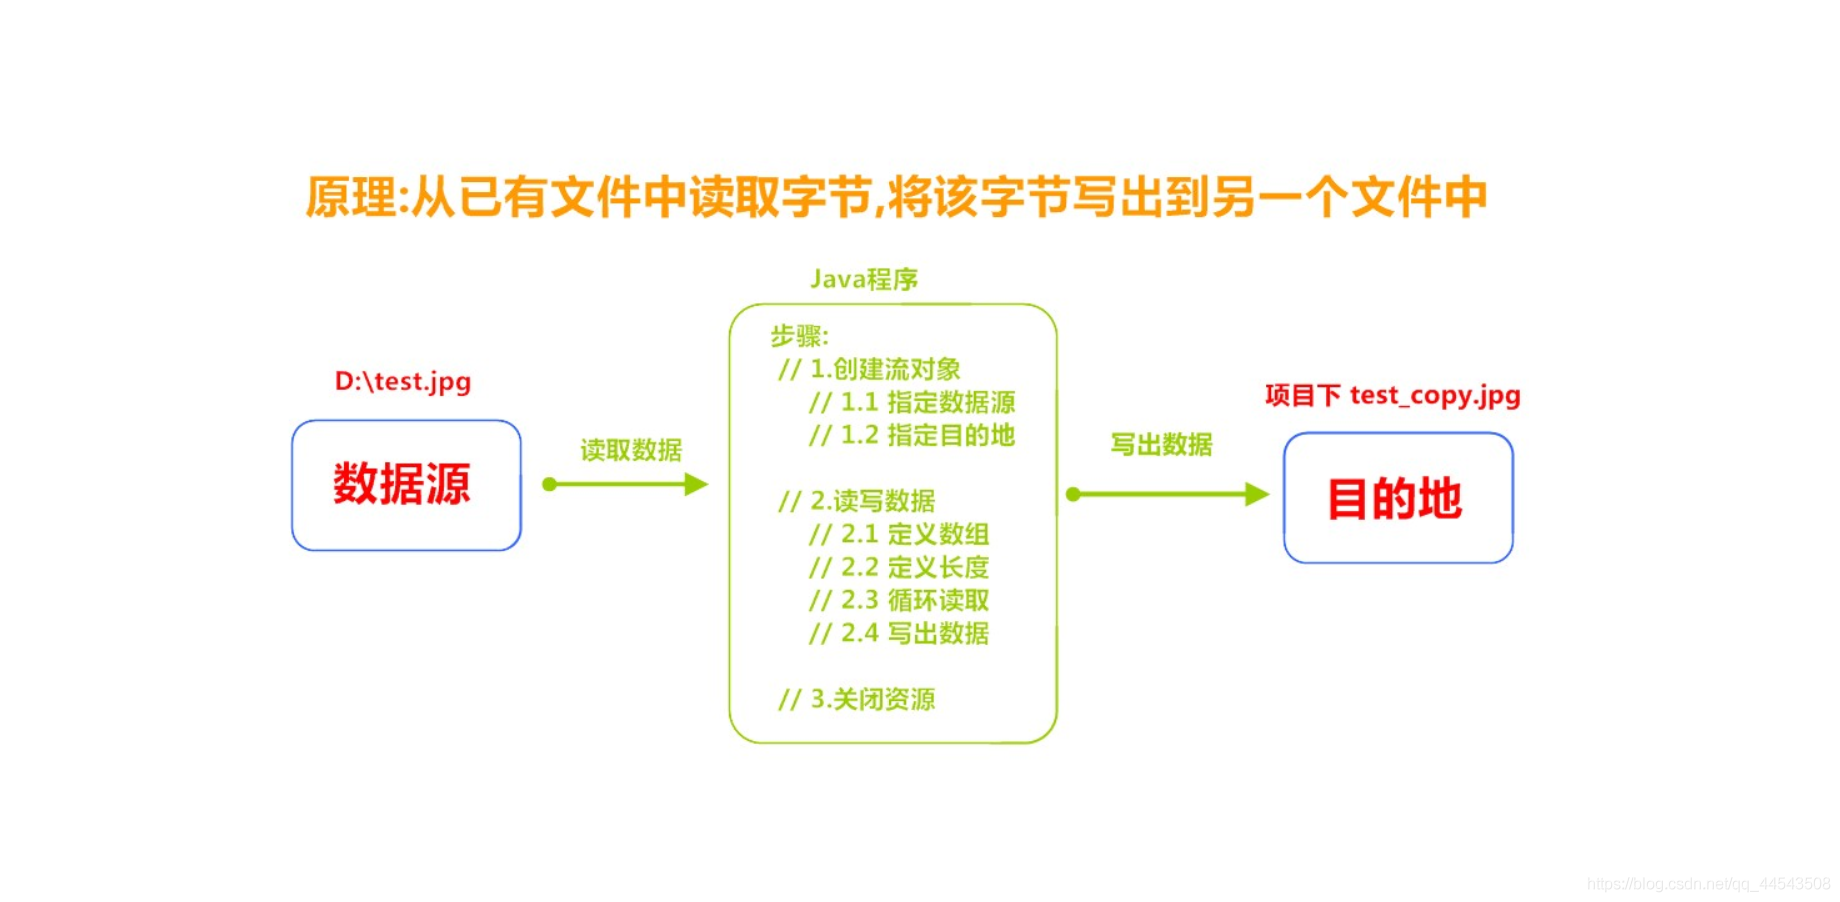 原理:从已有文件中读取字节,将该字节写出到另一个文件中
Java程序
步骤:
// 1.创建流对象
// 1.1 指定数据源
// 1.2 指定目的地
// 2.读写数据
// 2.1 定义数组
// 2.2 定义长度
// 2.3 循环读取
// 2.4 写出数据
// 3.关闭资源
D:\test.jpg
数据源
读取数据
写出数据
项目下 test_copy.jpg
目的地
https://blog.csdn.net/qq_44543508